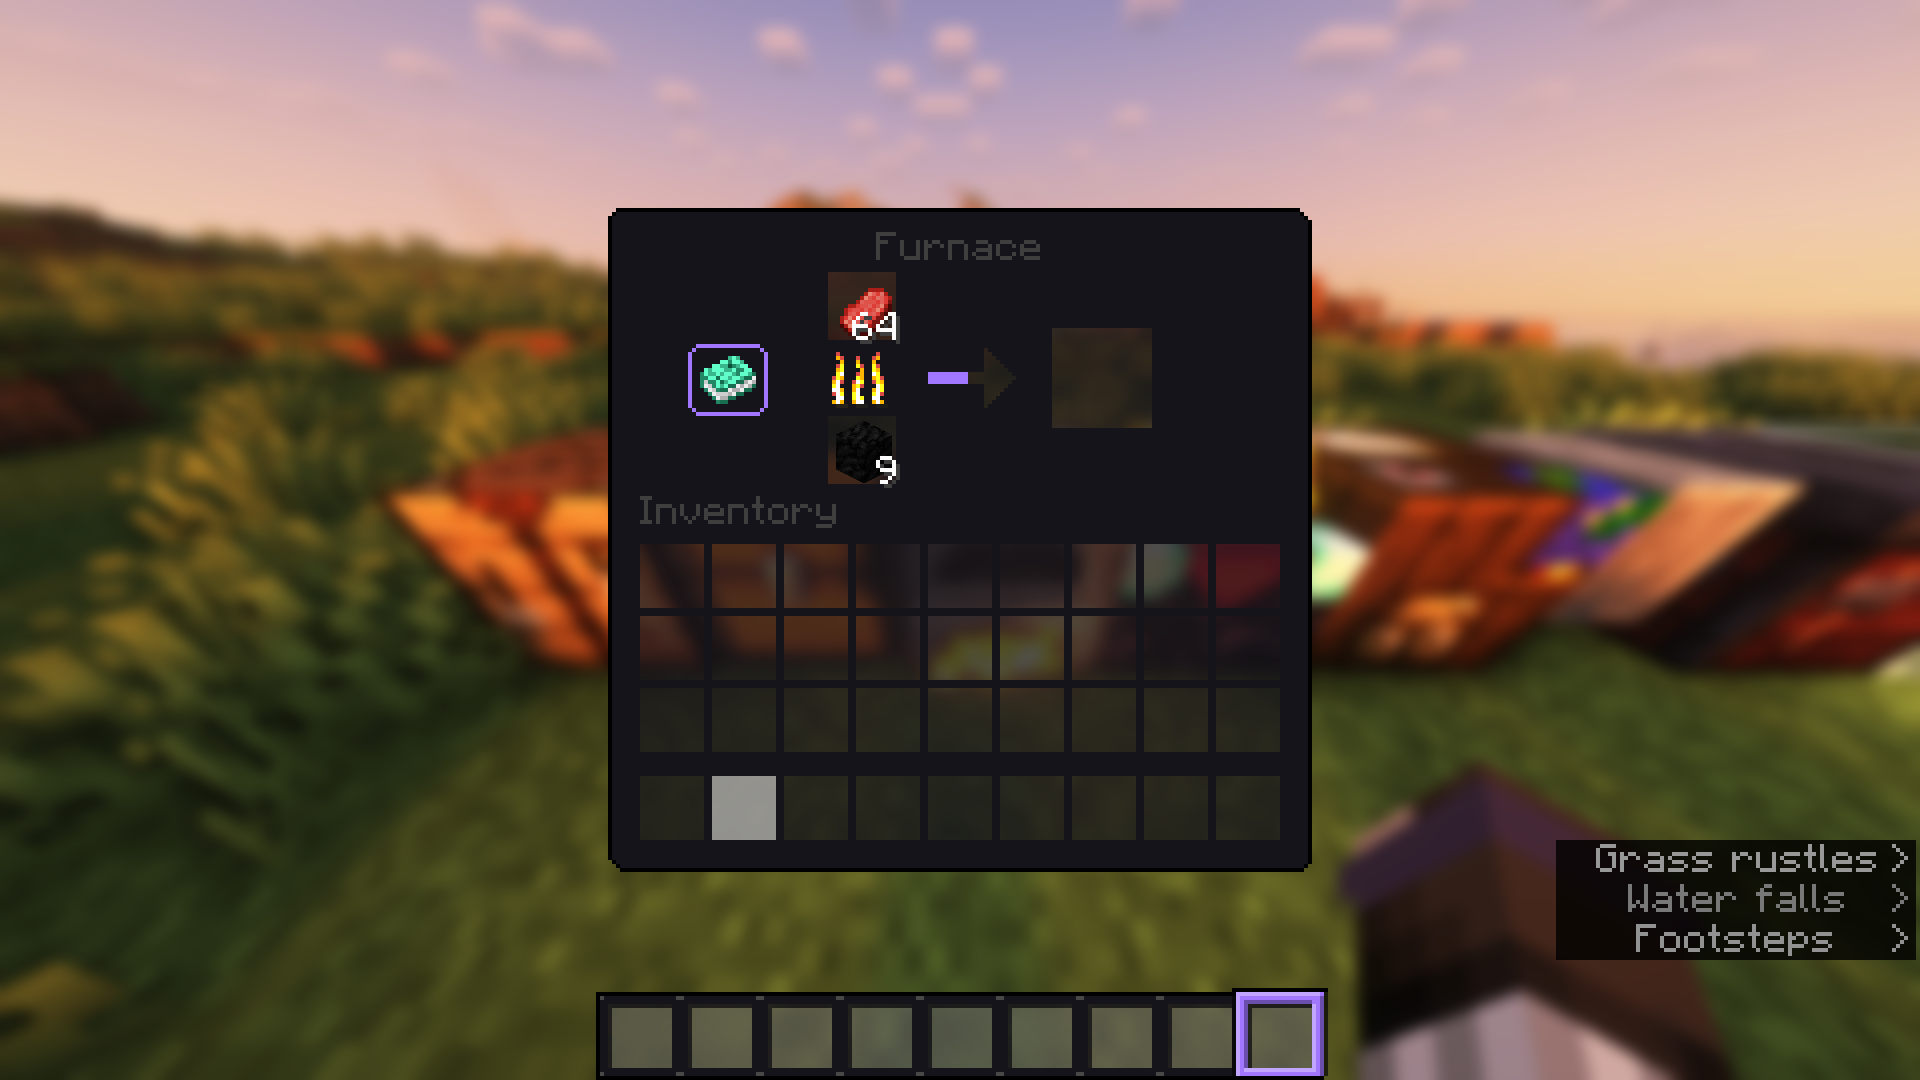 Furnace
64
9
Inventory
Grass rustles >
Water falls >
Footsteps >